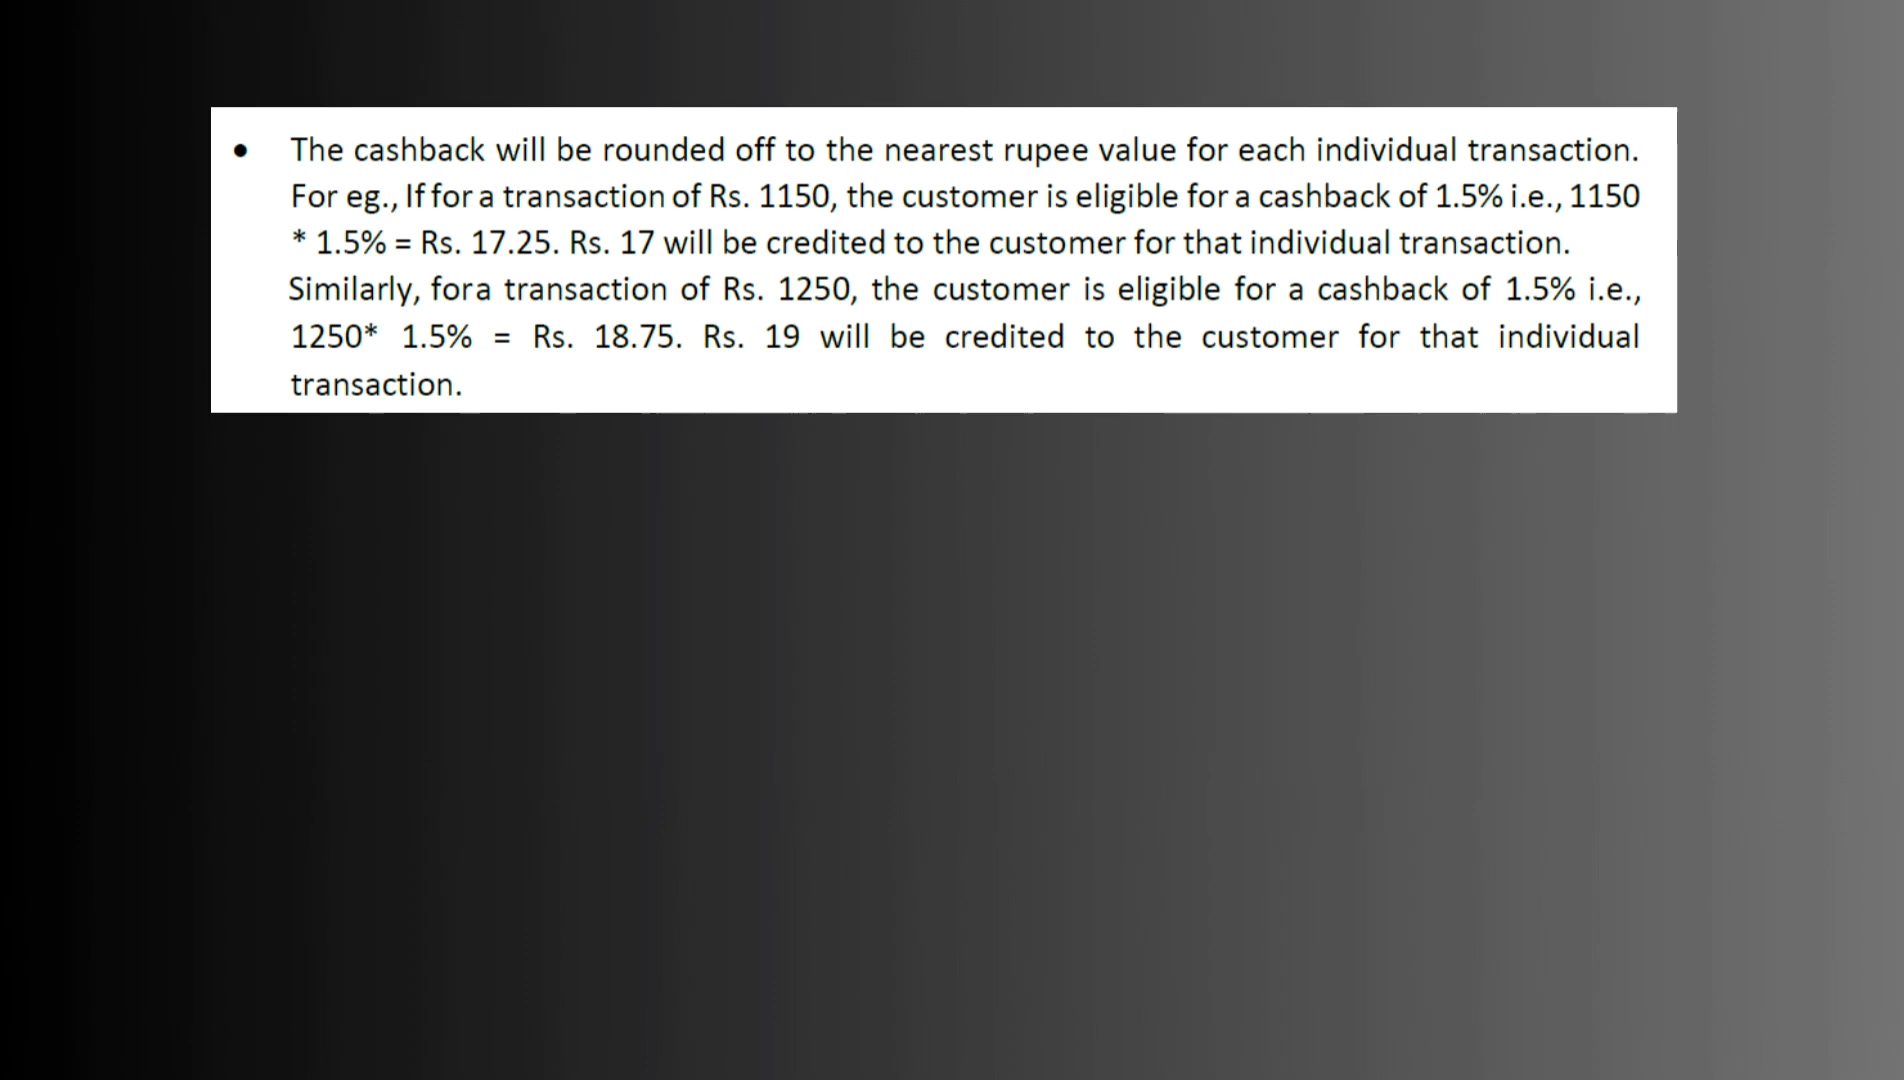 • The cashback will be rounded off to the nearest rupee value for each individual transaction.
For eg., If for a transaction of Rs. 1150, the customer is eligible for a cashback of 1.5% i.e., 1150
* 1.5% = Rs. 17.25. Rs. 17 will be credited to the customer for that individual transaction.
Similarly, fora transaction of Rs. 1250, the customer is eligible for a cashback of 1.5% i.e.,
1250* 1.5% = Rs. 18.75. Rs. 19 will be credited to the customer for that individual
transaction.